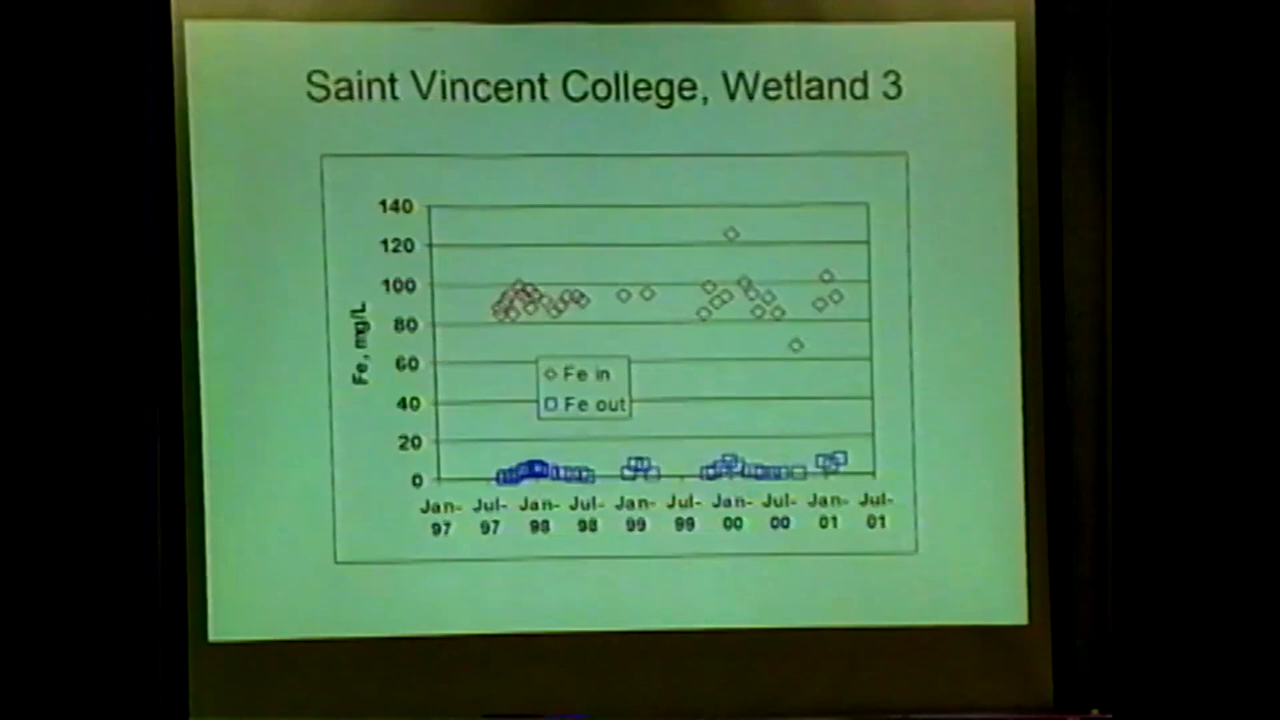 Saint Vincent College, Wetland 3
140
120
100
80
60
40
20
0
Fe, mg/L
Fe in
Fe out
Jan- Jul- Jan- Jul- Jan- Jul- Jan- Jul- Jan- Jul-
97 97 98 98 99 99 00 00 01 01